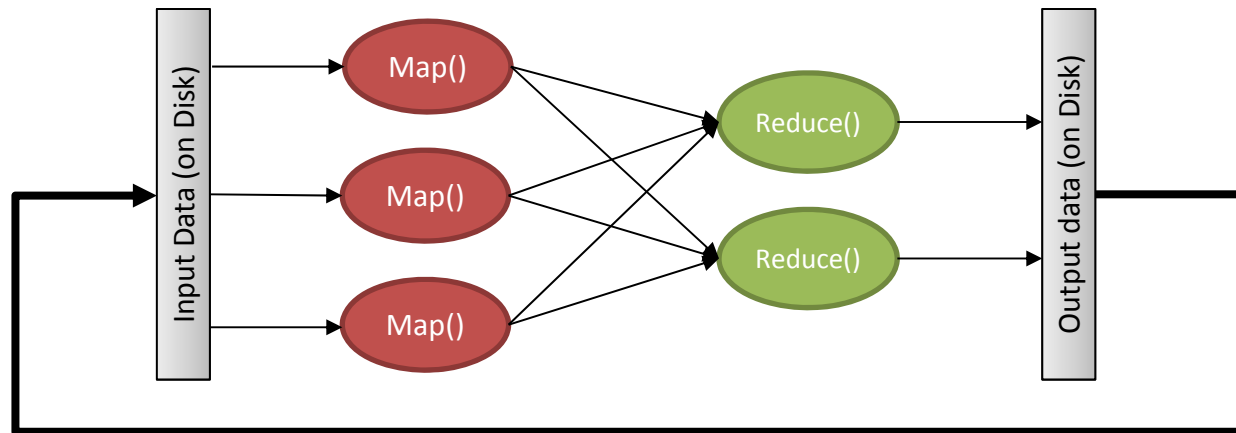 Input Data (on Disk)
Map()
Map()
Map()
Reduce()
Reduce()
Output data (on Disk)